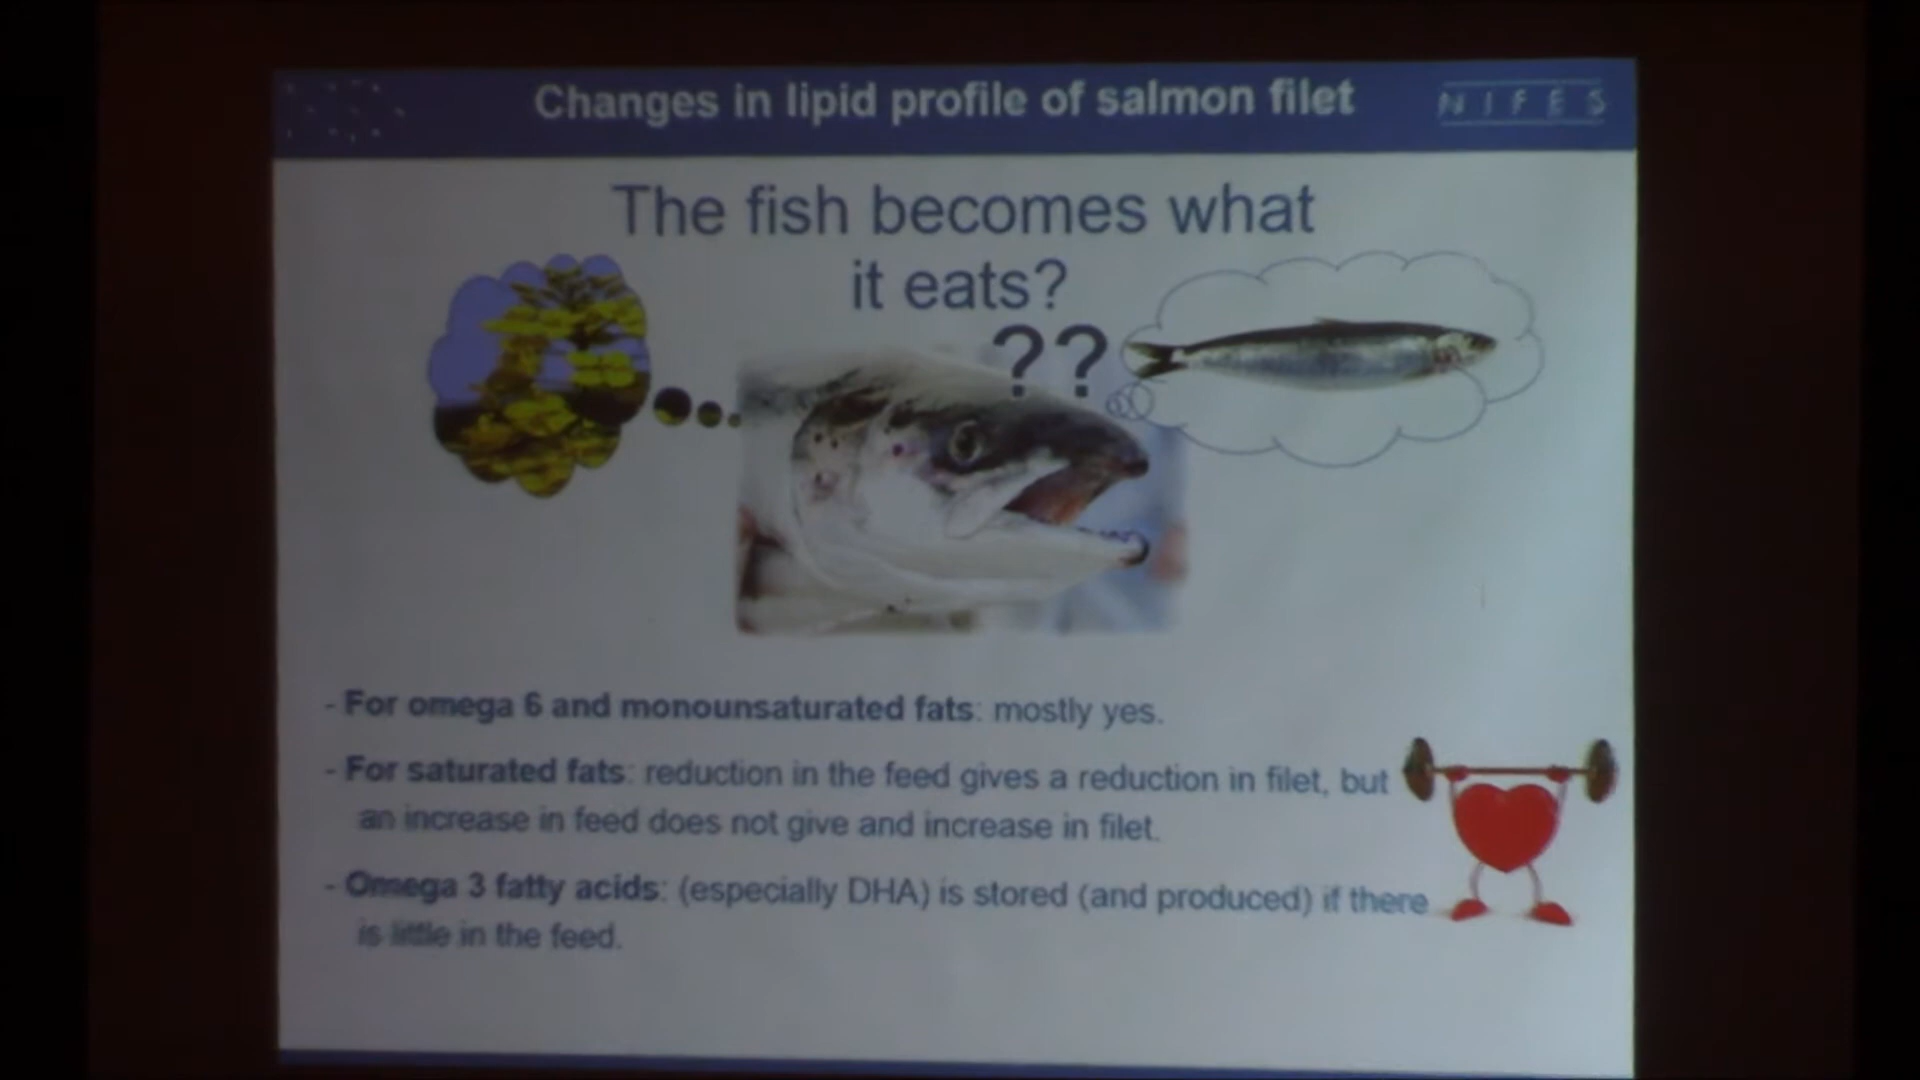 Changes in lipid profile of salmon filet
NIFES
The fish becomes what
it eats?
??
- For omega 6 and monounsaturated fats: mostly yes.
- For saturated fats: reduction in the feed gives a reduction in filet, but
an increase in feed does not give and increase in filet.
- Omega 3 fatty acids: (especially DHA) is stored (and produced) if there
is little in the feed.